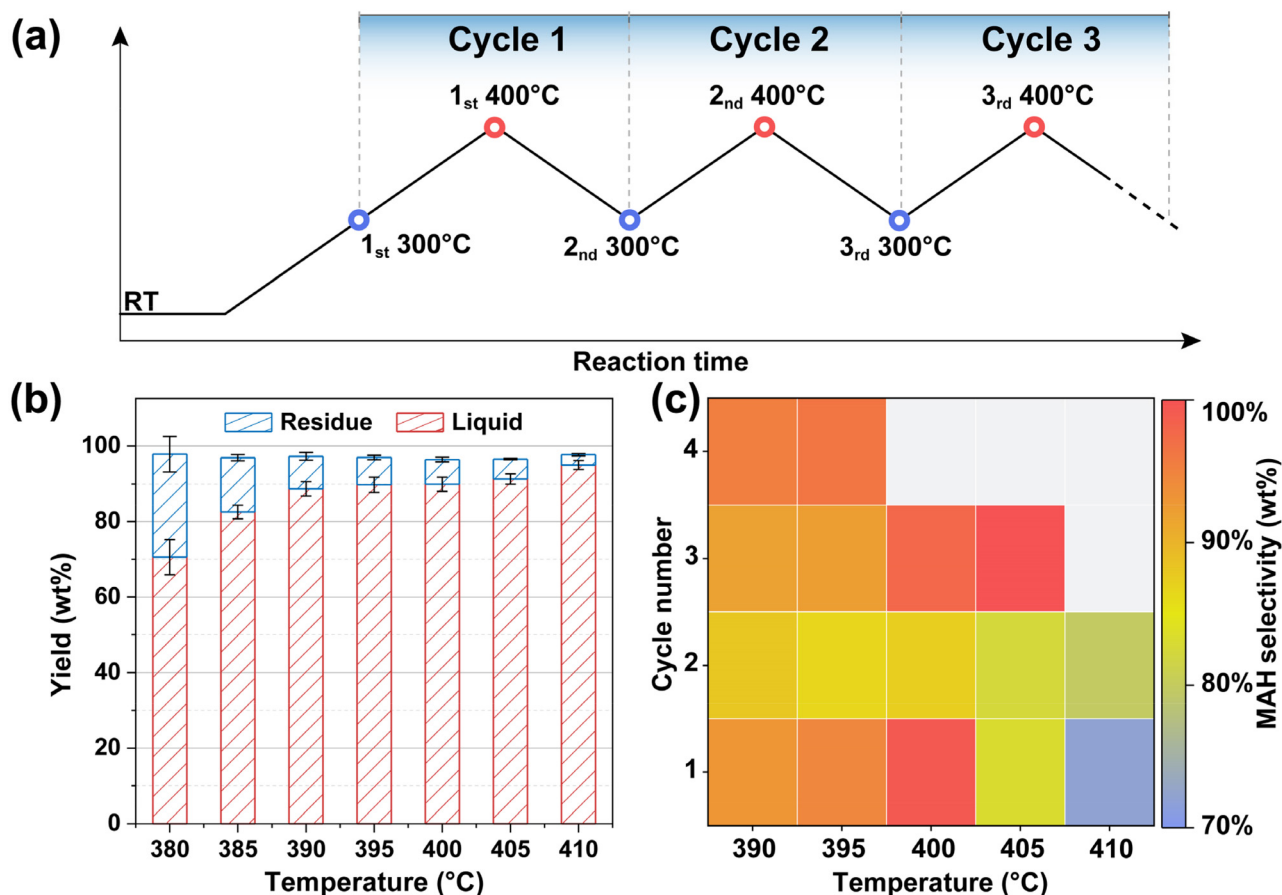 (a)
Cycle 1 Cycle 2 Cycle 3
1st 400°C 2nd 400°C 3rd 400°C
1st 300°C 2nd 300°C 3rd 300°C
RT
Reaction time
(b)
Residue Liquid
100
80
60
40
20
0
Yield (wt%)
380 385 390 395 400 405 410
Temperature (°C)
(c)
4
3
2
1
Cycle number
390 395 400 405 410
Temperature (°C)
100%
90%
80%
70%
MAH selectivity (wt%)